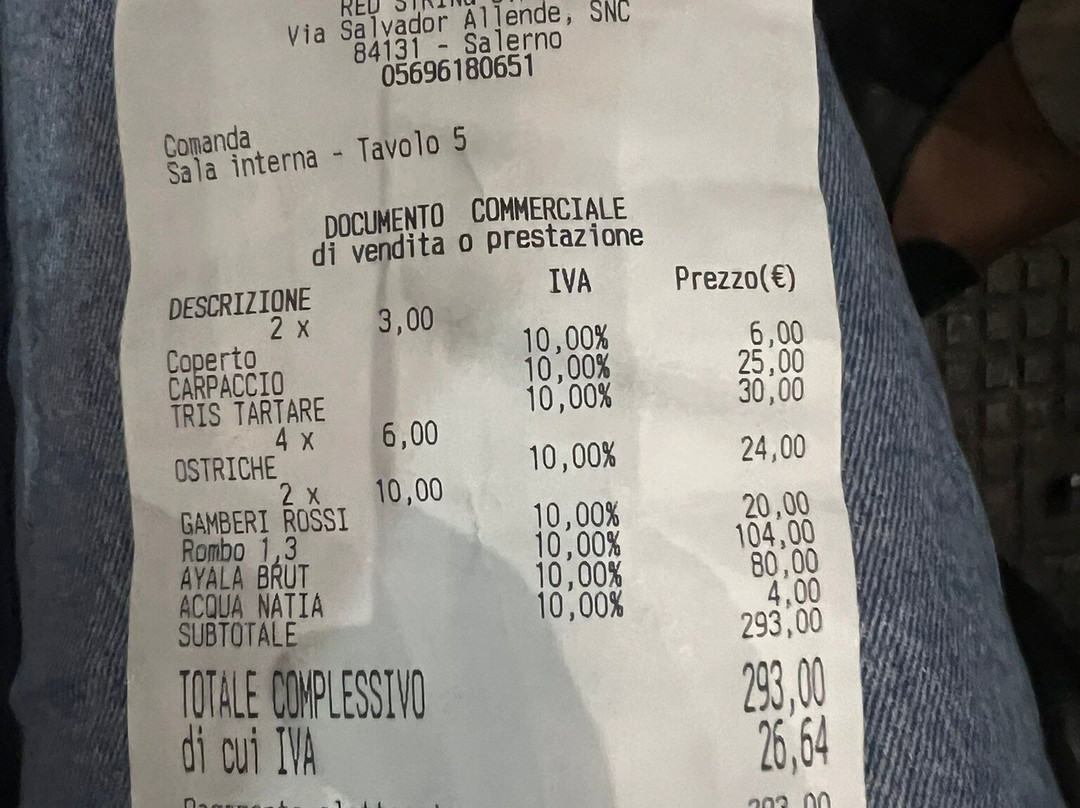 RED
Via Salvador Allende, SNC
84131 - Salerno
05696180651
Comanda
Sala interna - Tavolo 5
DOCUMENTO COMMERCIALE
di vendita o prestazione
DESCRIZIONE IVA Prezzo(€)
2 x 3,00
Coperto 10,00% 6,00
CARPACCIO 10,00% 25,00
TRIS TARTARE 10,00% 30,00
4 x 6,00
OSTRICHE 10,00% 24,00
2 x 10,00
GAMBERI ROSSI 10,00% 20,00
Rombo 1,3 10,00% 104,00
AYALA BRUT 10,00% 80,00
ACQUA NATIA 10,00% 4,00
SUBTOTALE 293,00
TOTALE COMPLESSIVO 293,00
di cui IVA 26,64
293,00